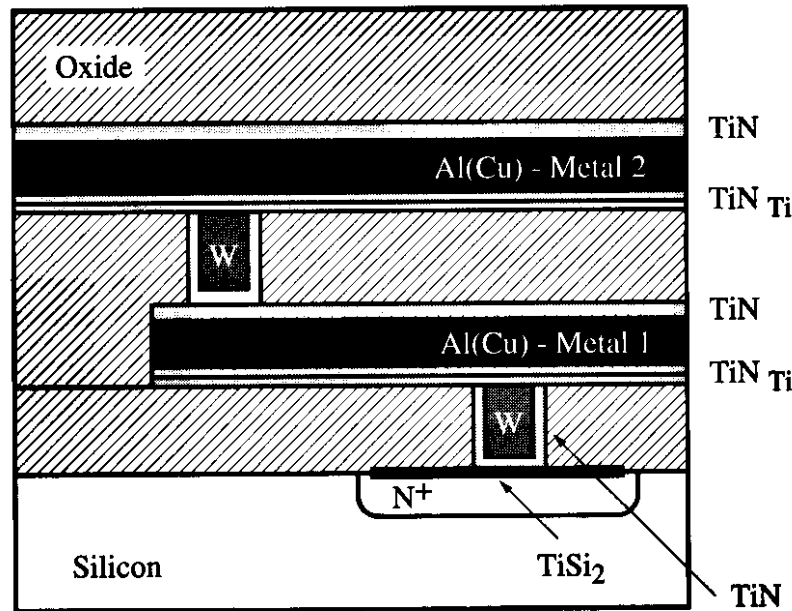 Oxide
TiN
Al(Cu) - Metal 2
TiN Ti
W
TiN
Al(Cu) - Metal 1
TiN Ti
W
N+
TiSi2
Silicon
TiN